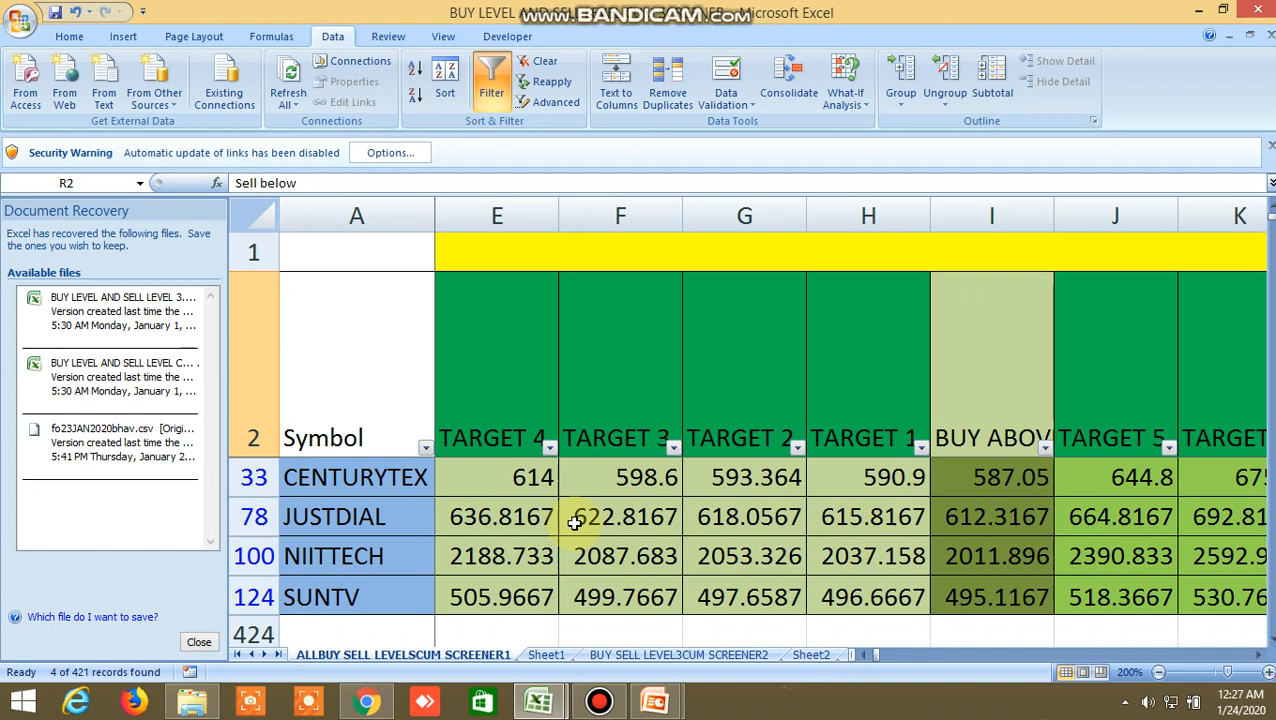 BUY LEVEL AND SELL LEVEL
SCREENER - Microsoft Excel
www.BANDICAM.com
Home Insert Page Layout Formulas Data Review View Developer
From Access
From Web
From Text
From Other Sources
Existing Connections
Get External Data
Refresh All
Connections
Properties
Edit Links
Connections
Sort
Filter
Clear
Reapply
Advanced
Sort & Filter
Text to Columns
Remove Duplicates
Data Validation
Consolidate
What-If Analysis
Data Tools
Group
Ungroup
Subtotal
Show Detail
Hide Detail
Outline
Security Warning Automatic update of links has been disabled Options...
R2 fx Sell below
Document Recovery
Excel has recovered the following files. Save
the ones you wish to keep.
Available files
BUY LEVEL AND SELL LEVEL 3....
Version created last time the ...
5:30 AM Monday, January 1, ...
BUY LEVEL AND SELL LEVEL C...
Version created last time the ...
5:30 AM Monday, January 1, ...
fo23JAN2020bhav.csv [Origi...
Version created last time the ...
5:41 PM Thursday, January 2...
Which file do I want to save?
Close
A E F G H I J K
1
2 Symbol TARGET 4 TARGET 3 TARGET 2 TARGET 1 BUY ABOV TARGET 5 TARGET
33 CENTURYTEX 614 598.6 593.364 590.9 587.05 644.8 675
78 JUSTDIAL 636.8167 622.8167 618.0567 615.8167 612.3167 664.8167 692.81
100 NIITTECH 2188.733 2087.683 2053.326 2037.158 2011.896 2390.833 2592.9
124 SUNTV 505.9667 499.7667 497.6587 496.6667 495.1167 518.3667 530.76
424
ALLBUY SELL LEVELSCUM SCREENER1 Sheet1 BUY SELL LEVEL3CUM SCREENER2 Sheet2
Ready 4 of 421 records found 200%
12:27 AM
1/24/2020